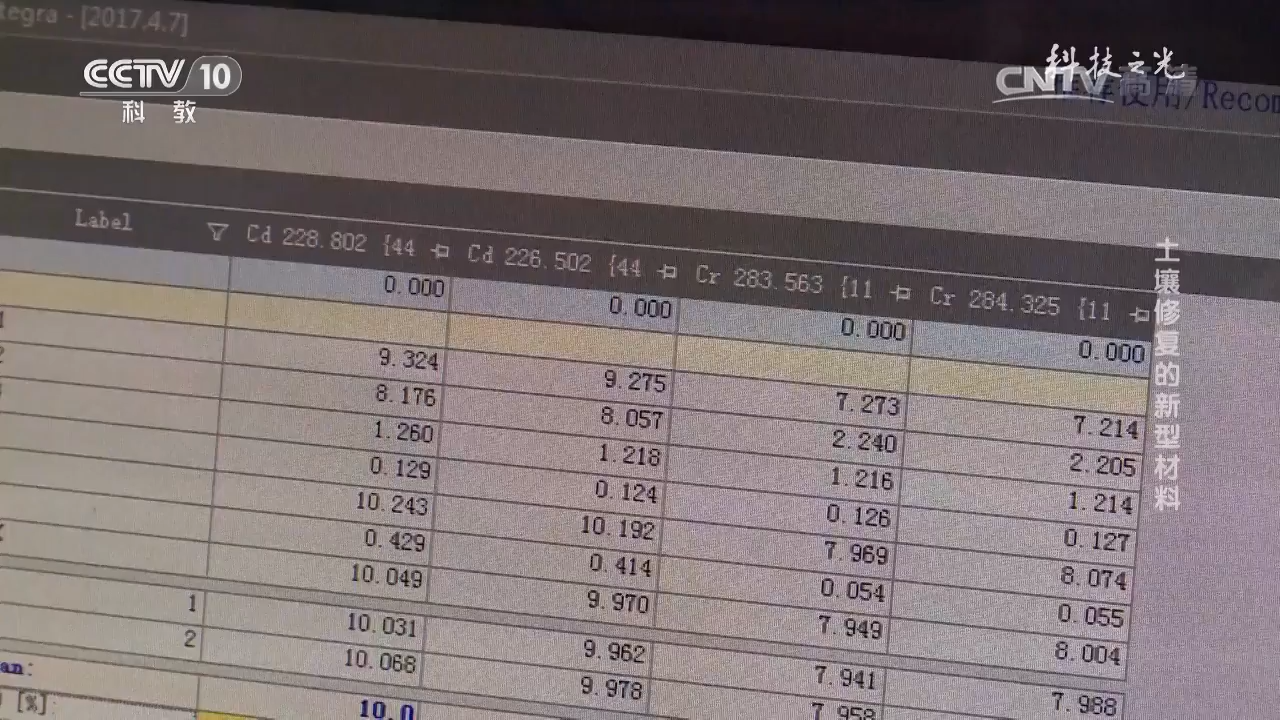 tegra - [2017.4.7]
CCTV 10
科教
科技之光
CNTV
使用/Recom
土壤修复的新型材料
Label Cd 228.802 {44 Cd 226.502 {44 Cr 283.563 {11 Cr 284.325 {11
0.000 0.000 0.000 0.000
9.324 9.275 7.273 7.214
8.176 8.057 2.240 2.205
1.260 1.218 1.216 1.214
0.129 0.124 0.126 0.127
10.243 10.192 7.969 8.074
0.429 0.414 0.054 0.055
10.049 9.970 7.949 8.004
1 10.031 9.962 7.941 7.988
2 10.068 9.978 7.958
an: 10.0
[%]: